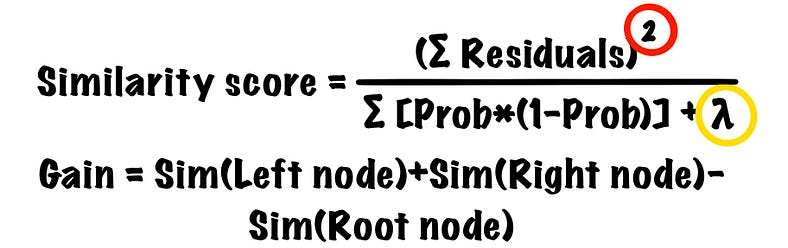 (Σ Residuals)²
Similarity score =
Σ [Prob*(1-Prob)] + λ
Gain = Sim(Left node)+Sim(Right node)-
Sim(Root node)